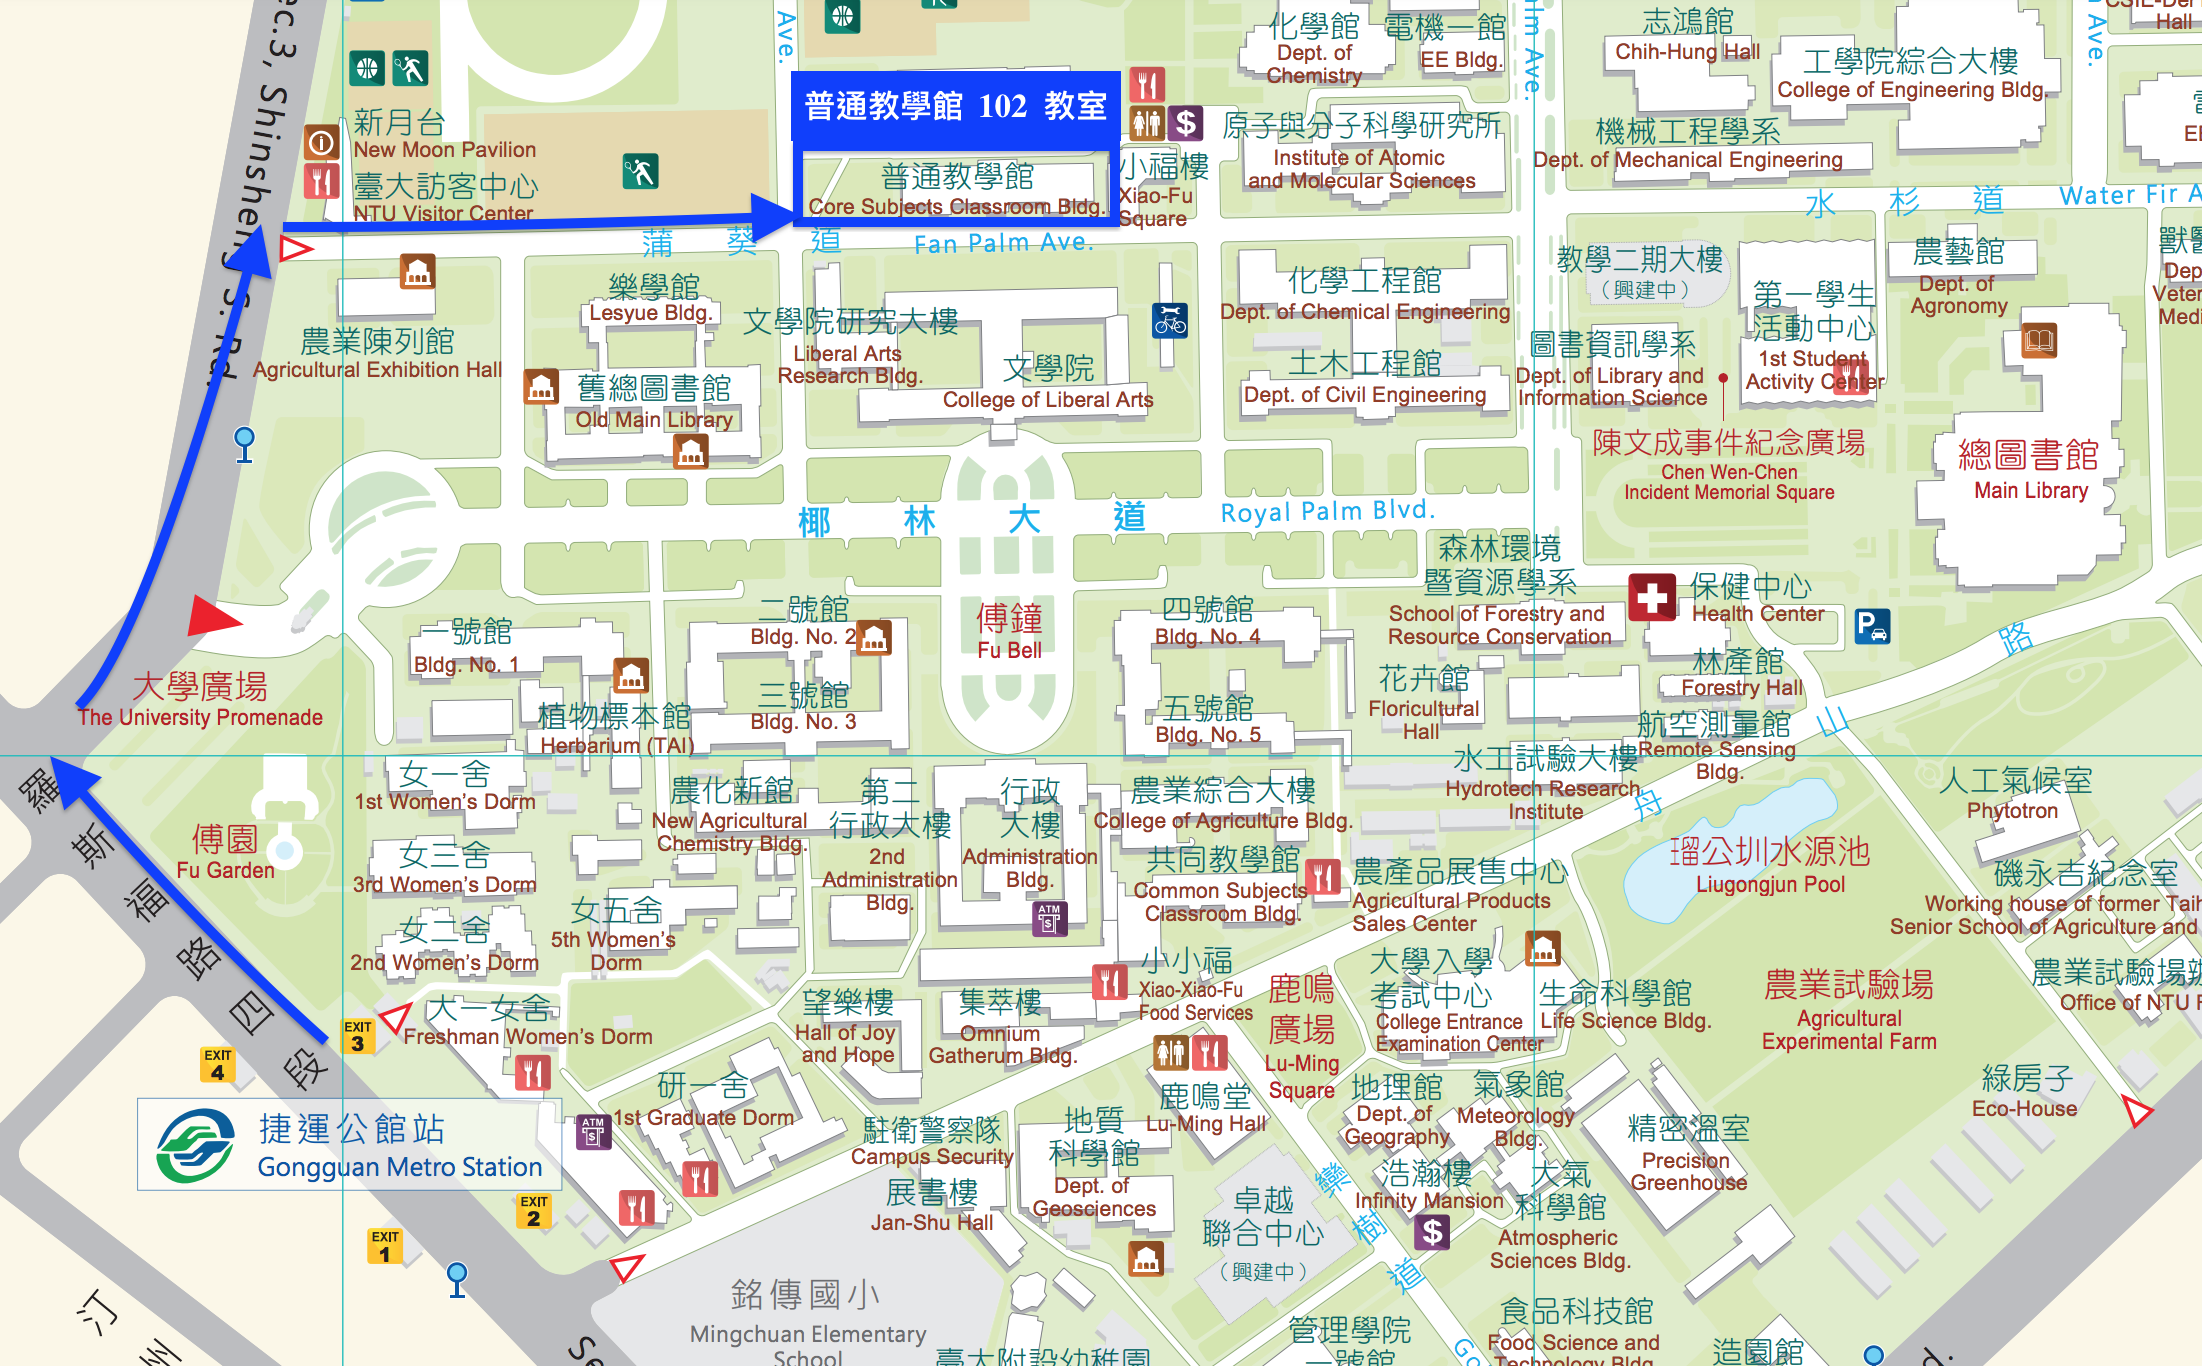 ec.3, Shinsheng S. Rd.
Ave.
化學館
Dept. of
Chemistry
電機一館
EE Bldg.
alm Ave.
志鴻館
Chih-Hung Hall
工學院綜合大樓
College of Engineering Bldg.
Hall
n Ave.
新月台
New Moon Pavilion
臺大訪客中心
NTU Visitor Center
普通教學館 102 教室
普通教學館
Core Subjects Classroom Bldg.
小福樓
Xiao-Fu
Square
原子與分子科學研究所
Institute of Atomic
and Molecular Sciences
機械工程學系
Dept. of Mechanical Engineering
水杉道
Water Fir A
蒲葵道
Fan Palm Ave.
農業陳列館
Agricultural Exhibition Hall
樂學館
Lesyue Bldg.
舊總圖書館
Old Main Library
文學院研究大樓
Liberal Arts
Research Bldg.
文學院
College of Liberal Arts
化學工程館
Dept. of Chemical Engineering
土木工程館
Dept. of Civil Engineering
教學二期大樓
（興建中）
圖書資訊學系
Dept. of Library and
Information Science
第一學生
活動中心
1st Student
Activity Center
農藝館
Dept. of
Agronomy
獸醫
Dep
Veter
Medi
陳文成事件紀念廣場
Chen Wen-Chen
Incident Memorial Square
總圖書館
Main Library
椰林大道
Royal Palm Blvd.
大學廣場
The University Promenade
一號館
Bldg. No. 1
二號館
Bldg. No. 2
三號館
Bldg. No. 3
植物標本館
Herbarium (TAI)
傅鐘
Fu Bell
四號館
Bldg. No. 4
五號館
Bldg. No. 5
森林環境
暨資源學系
School of Forestry and
Resource Conservation
保健中心
Health Center
P
花卉館
Floricultural
Hall
林產館
Forestry Hall
航空測量館
Remote Sensing
Bldg.
水工試驗大樓
Hydrotech Research
Institute
舟山路
羅斯福路四段
傅園
Fu Garden
女一舍
1st Women's Dorm
女三舍
3rd Women's Dorm
女二舍
2nd Women's Dorm
女五舍
5th Women's
Dorm
農化新館
New Agricultural
Chemistry Bldg.
第二
行政大樓
2nd
Administration
Bldg.
行政
大樓
Administration
Bldg.
ATM
$
農業綜合大樓
College of Agriculture Bldg.
共同教學館
Common Subjects
Classroom Bldg.
農產品展售中心
Agricultural Products
Sales Center
瑠公圳水源池
Liugongjun Pool
人工氣候室
Phytotron
磯永吉紀念室
Working house of former Taih
Senior School of Agriculture and
農業試驗場辦
Office of NTU F
農業試驗場
Agricultural
Experimental Farm
大一女舍
Freshman Women's Dorm
望樂樓
Hall of Joy
and Hope
集萃樓
Omnium
Gatherum Bldg.
小小福
Xiao-Xiao-Fu
Food Services
鹿鳴
廣場
Lu-Ming
Square
大學入學
考試中心
College Entrance
Examination Center
生命科學館
Life Science Bldg.
EXIT
3
EXIT
4
EXIT
2
EXIT
1
捷運公館站
Gongguan Metro Station
ATM
$
研一舍
1st Graduate Dorm
駐衛警察隊
Campus Security
展書樓
Jan-Shu Hall
地質
科學館
Dept. of
Geosciences
鹿鳴堂
Lu-Ming Hall
地理館
Dept. of
Geography
氣象館
Meteorology
Bldg.
浩瀚樓
Infinity Mansion
大氣
科學館
Atmospheric
Sciences Bldg.
精密溫室
Precision
Greenhouse
綠房子
Eco-House
卓越
聯合中心
（興建中）
欒樹道
食品科技館
Food Science and
Technology Bldg.
造園館
管理學院
一號館
銘傳國小
Mingchuan Elementary
School
臺大附設幼稚園
汀
州
Se
Go
d.